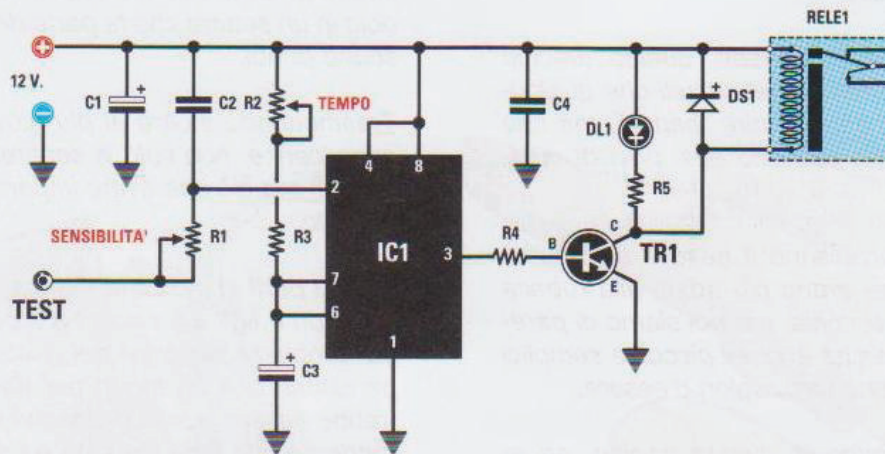 RELE1
12 V.
C1
C2
R2
TEMPO
C4
DS1
DL1
4
8
R5
2
SENSIBILITA'
R1
R3
IC1
3
R4
B
C
TR1
TEST
7
E
6
1
C3